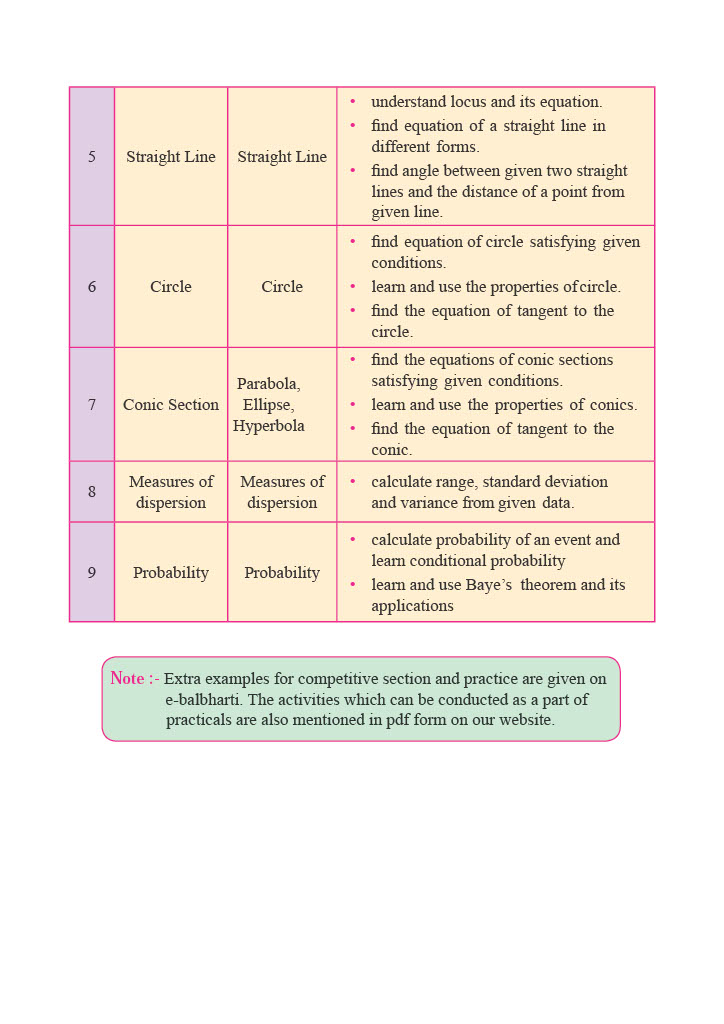 5
Straight Line
Straight Line
• understand locus and its equation.
• find equation of a straight line in
different forms.
• find angle between given two straight
lines and the distance of a point from
given line.
6
Circle
Circle
• find equation of circle satisfying given
conditions.
• learn and use the properties of circle.
• find the equation of tangent to the
circle.
7
Conic Section
Parabola,
Ellipse,
Hyperbola
• find the equations of conic sections
satisfying given conditions.
• learn and use the properties of conics.
• find the equation of tangent to the
conic.
8
Measures of
dispersion
Measures of
dispersion
• calculate range, standard deviation
and variance from given data.
9
Probability
Probability
• calculate probability of an event and
learn conditional probability
• learn and use Baye’s theorem and its
applications
Note :- Extra examples for competitive section and practice are given on
e-balbharti. The activities which can be conducted as a part of
practicals are also mentioned in pdf form on our website.